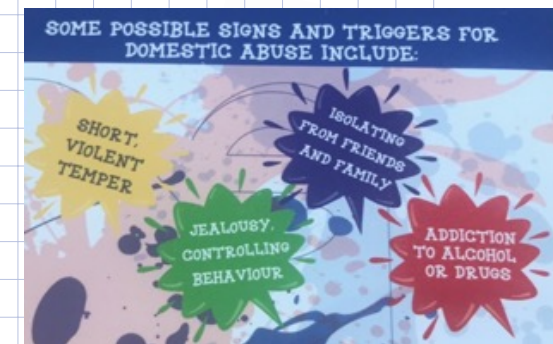 SOME POSSIBLE SIGNS AND TRIGGERS FOR
DOMESTIC ABUSE INCLUDE:
SHORT,
VIOLENT
TEMPER
ISOLATING
FROM FRIENDS
AND FAMILY
JEALOUSY,
CONTROLLING
BEHAVIOUR
ADDICTION
TO ALCOHOL
OR DRUGS